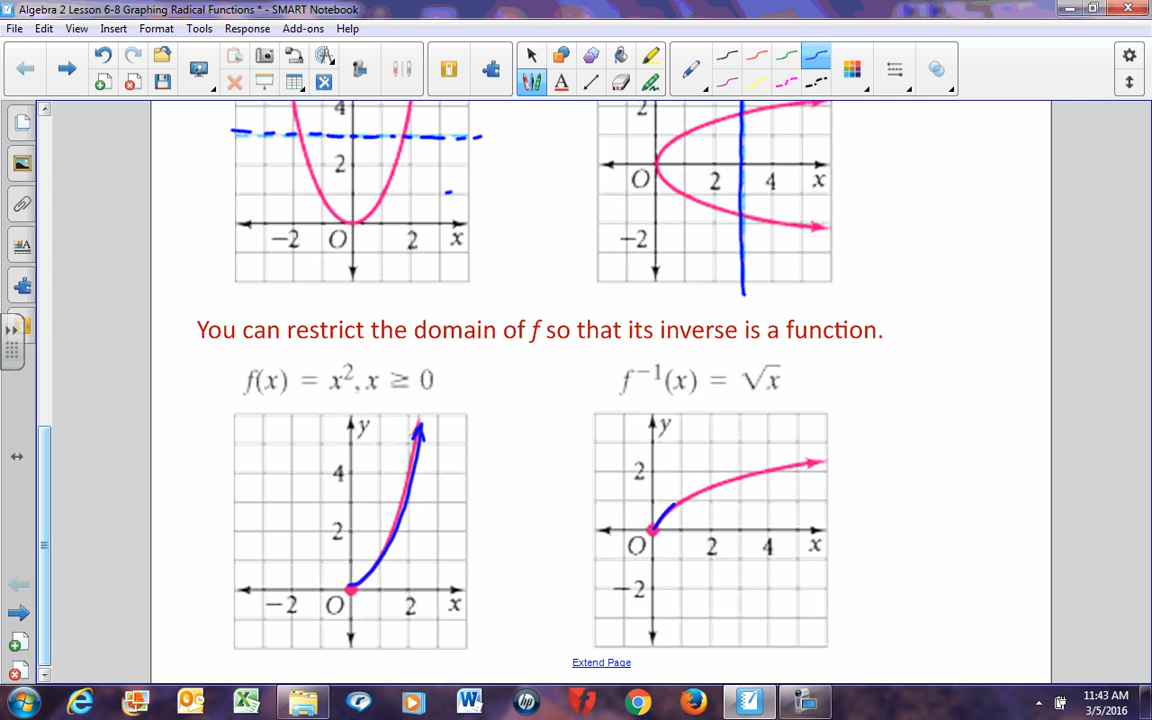 Algebra 2 Lesson 6-8 Graphing Radical Functions * - SMART Notebook
File Edit View Insert Format Tools Response Add-ons Help
4
2
-2 O 2 x
2
O 2 4 x
-2
You can restrict the domain of f so that its inverse is a function.
f(x) = x², x ≥ 0
f⁻¹(x) = √x
y
4
2
-2 O 2 x
y
2
O 2 4 x
-2
Extend Page
11:43 AM
3/5/2016